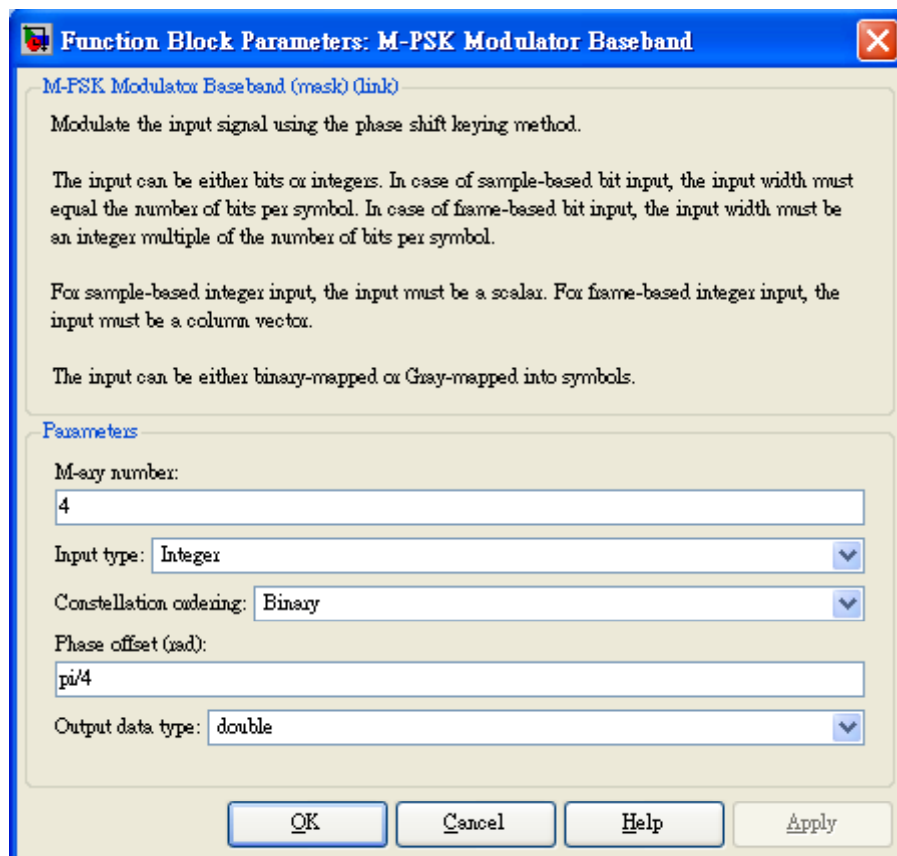 Function Block Parameters: M-PSK Modulator Baseband
M-PSK Modulator Baseband (mask) (link)
Modulate the input signal using the phase shift keying method.
The input can be either bits or integers. In case of sample-based bit input, the input width must
equal the number of bits per symbol. In case of frame-based bit input, the input width must be
an integer multiple of the number of bits per symbol.
For sample-based integer input, the input must be a scalar. For frame-based integer input, the
input must be a column vector.
The input can be either binary-mapped or Gray-mapped into symbols.
Parameters
M-ary number:
4
Input type: Integer
Constellation ordering: Binary
Phase offset (rad):
pi/4
Output data type: double
OK Cancel Help Apply